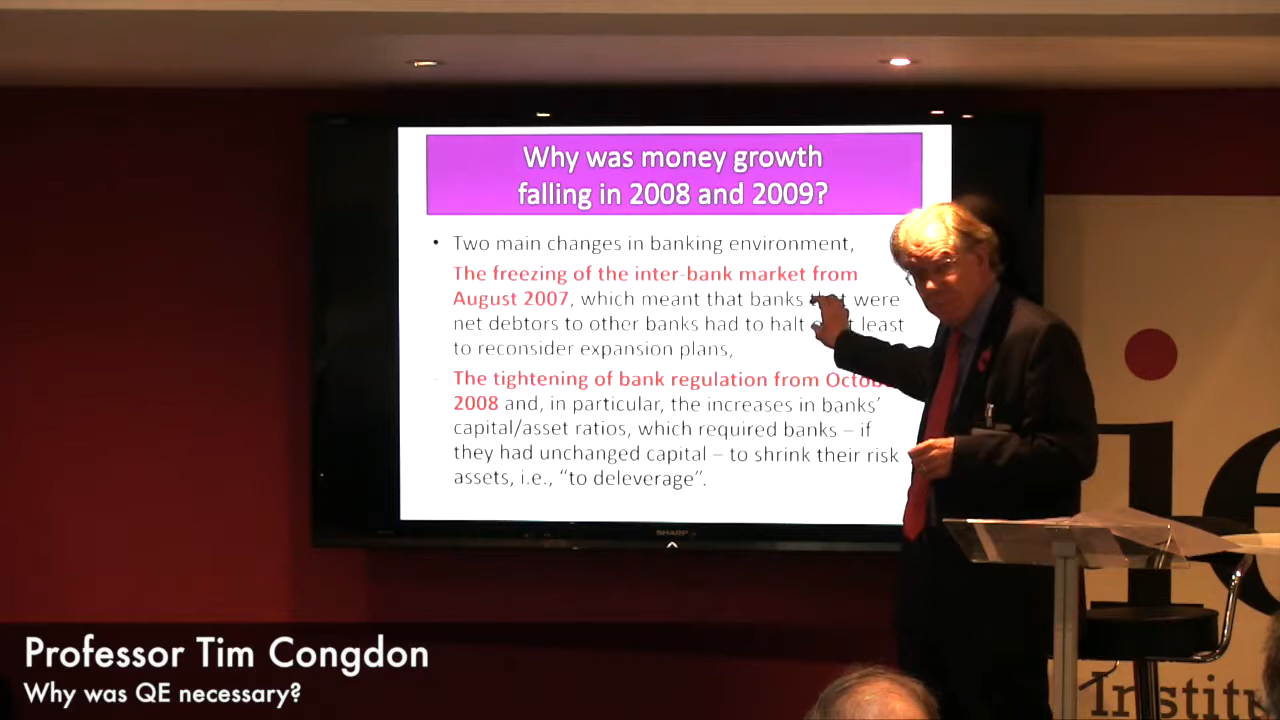 Why was money growth
falling in 2008 and 2009?
• Two main changes in banking environment,
The freezing of the inter-bank market from
August 2007, which meant that banks that were
net debtors to other banks had to halt least
to reconsider expansion plans,
The tightening of bank regulation from
2008 and, in particular, the increases in banks’
capital/asset ratios, which required banks – if
they had unchanged capital – to shrink their risk
assets, i.e., “to deleverage”.
SHARP
ie
Institu
Professor Tim Congdon
Why was QE necessary?